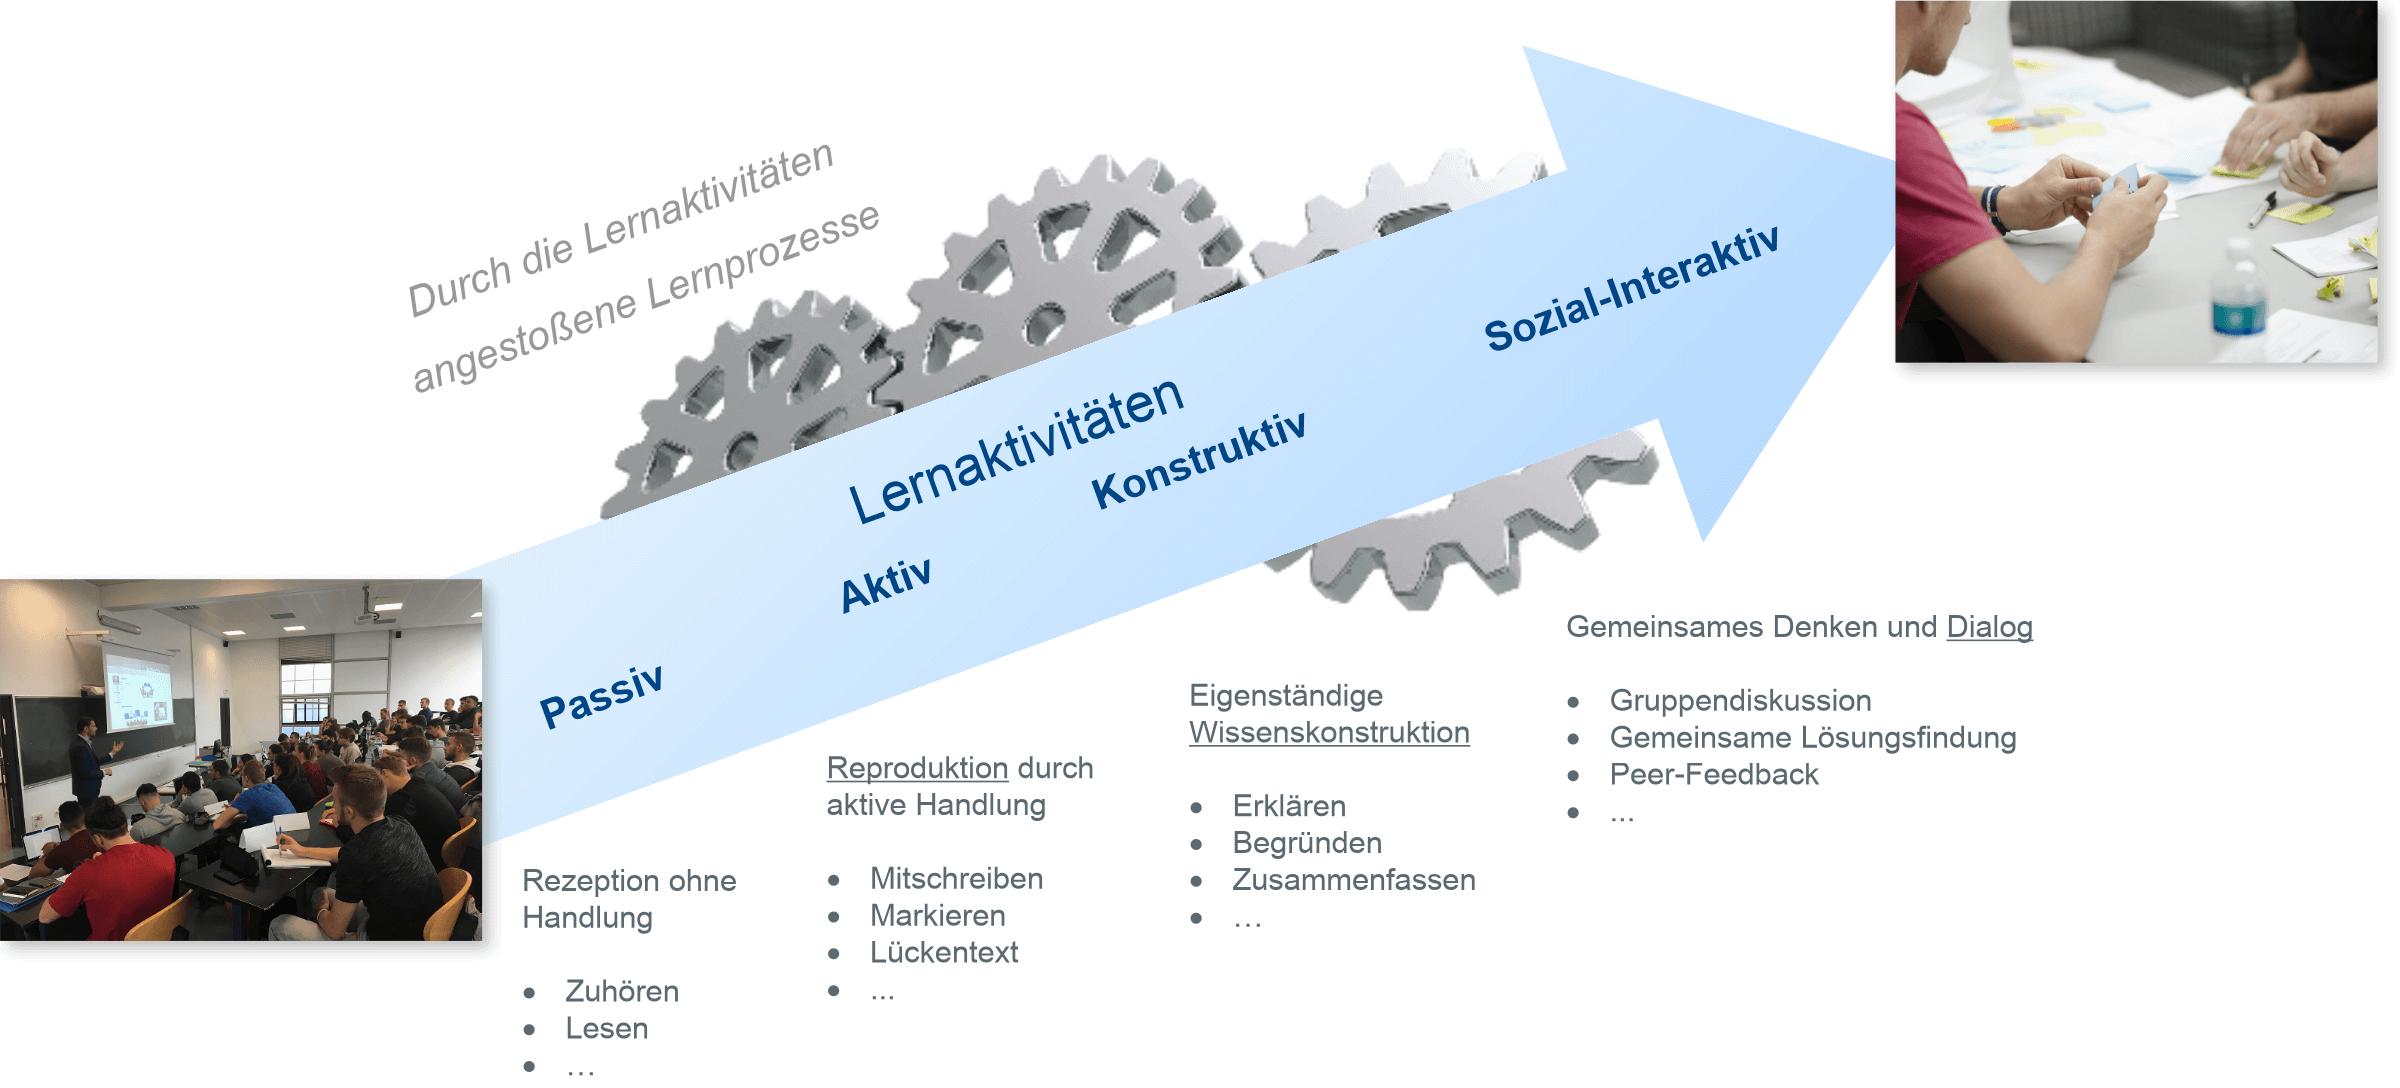 Durch die Lernaktivitäten
angestoßene Lernprozesse
Lernaktivitäten
Passiv
Aktiv
Konstruktiv
Sozial-Interaktiv
Rezeption ohne
Handlung
• Zuhören
• Lesen
• …
Reproduktion durch
aktive Handlung
• Mitschreiben
• Markieren
• Lückentext
• ...
Eigenständige
Wissenskonstruktion
• Erklären
• Begründen
• Zusammenfassen
• …
Gemeinsames Denken und Dialog
• Gruppendiskussion
• Gemeinsame Lösungsfindung
• Peer-Feedback
• ...